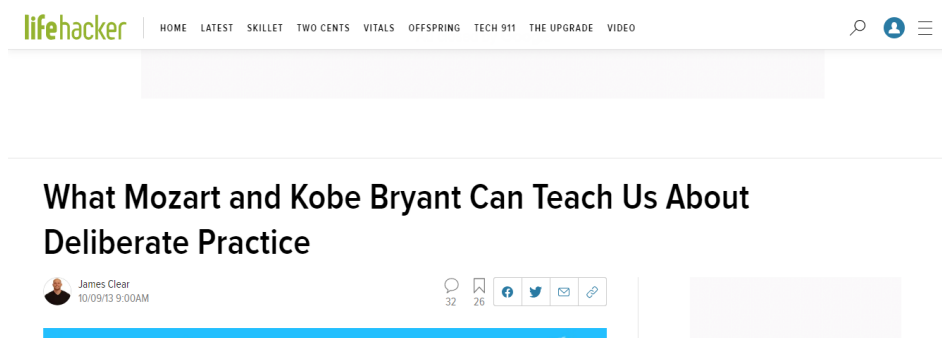 lifehacker HOME LATEST SKILLET TWO CENTS VITALS OFFSPRING TECH 911 THE UPGRADE VIDEO
What Mozart and Kobe Bryant Can Teach Us About
Deliberate Practice
James Clear
10/09/13 9:00AM
32 26